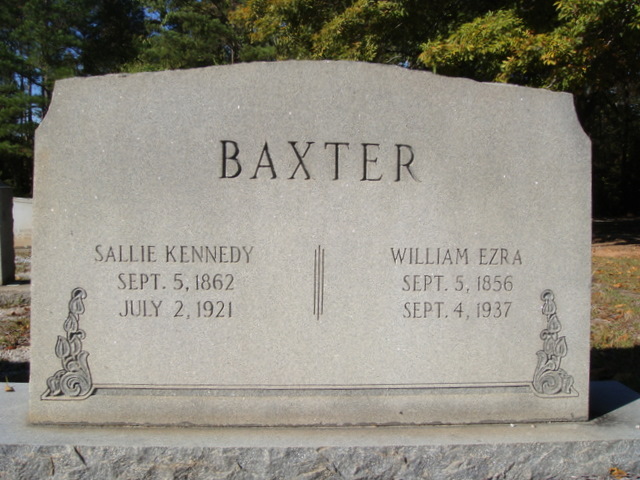 BAXTER
SALLIE KENNEDY
SEPT. 5, 1862
JULY 2, 1921
WILLIAM EZRA
SEPT. 5, 1856
SEPT. 4, 1937